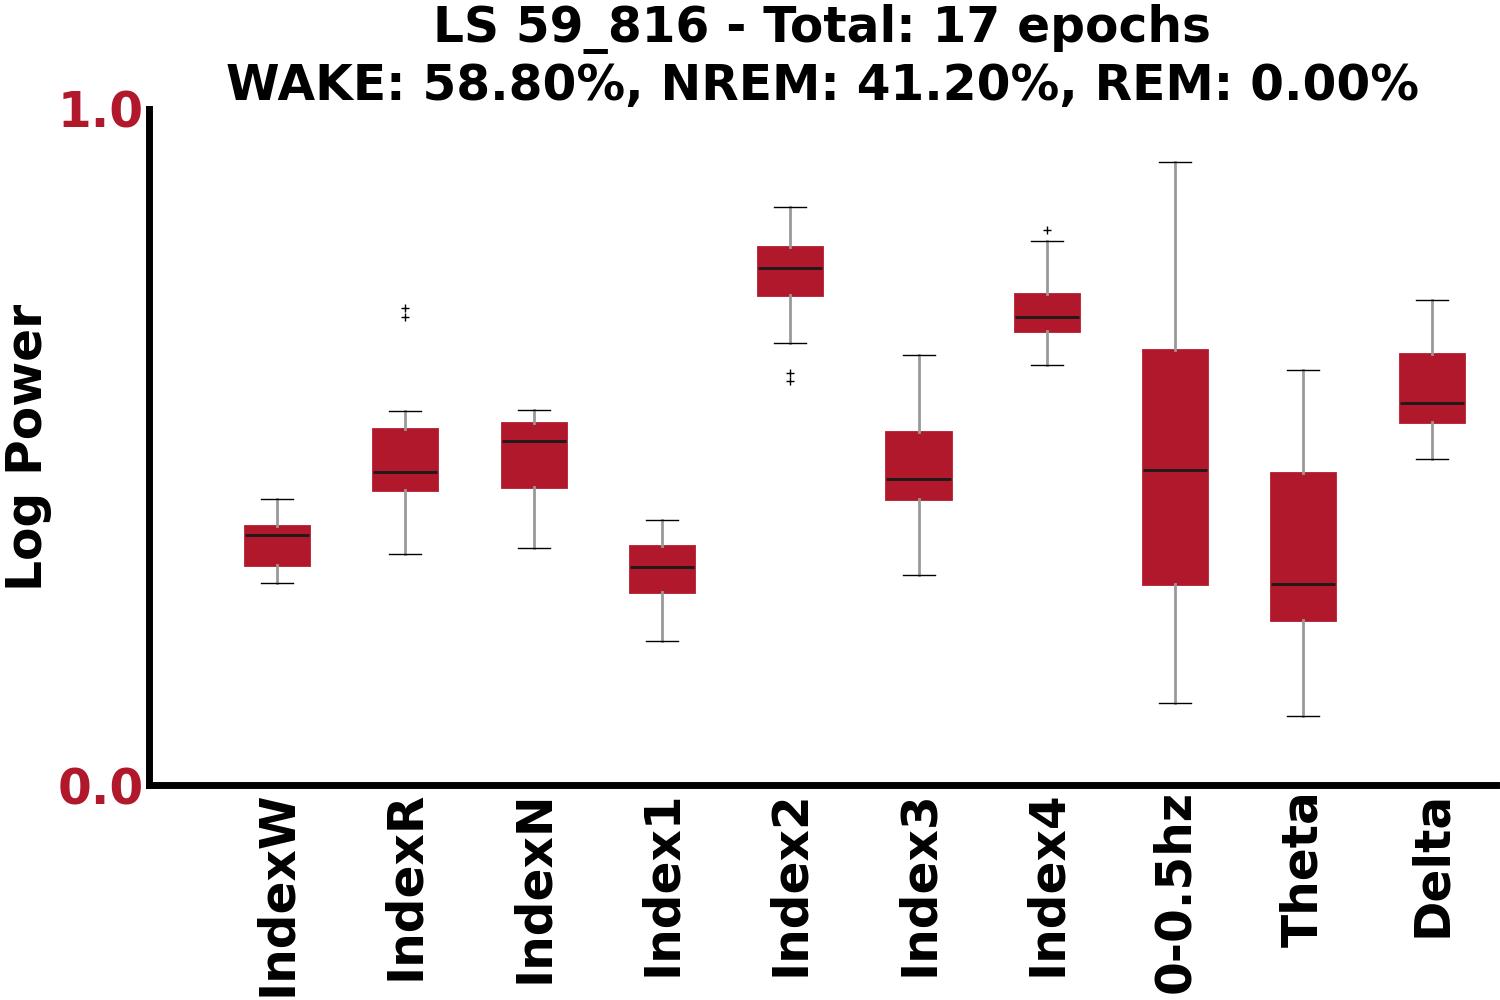 LS 59_816 - Total: 17 epochs
WAKE: 58.80%, NREM: 41.20%, REM: 0.00%
1.0
Log Power
0.0
IndexW
IndexR
IndexN
Index1
Index2
Index3
Index4
0-0.5hz
Theta
Delta